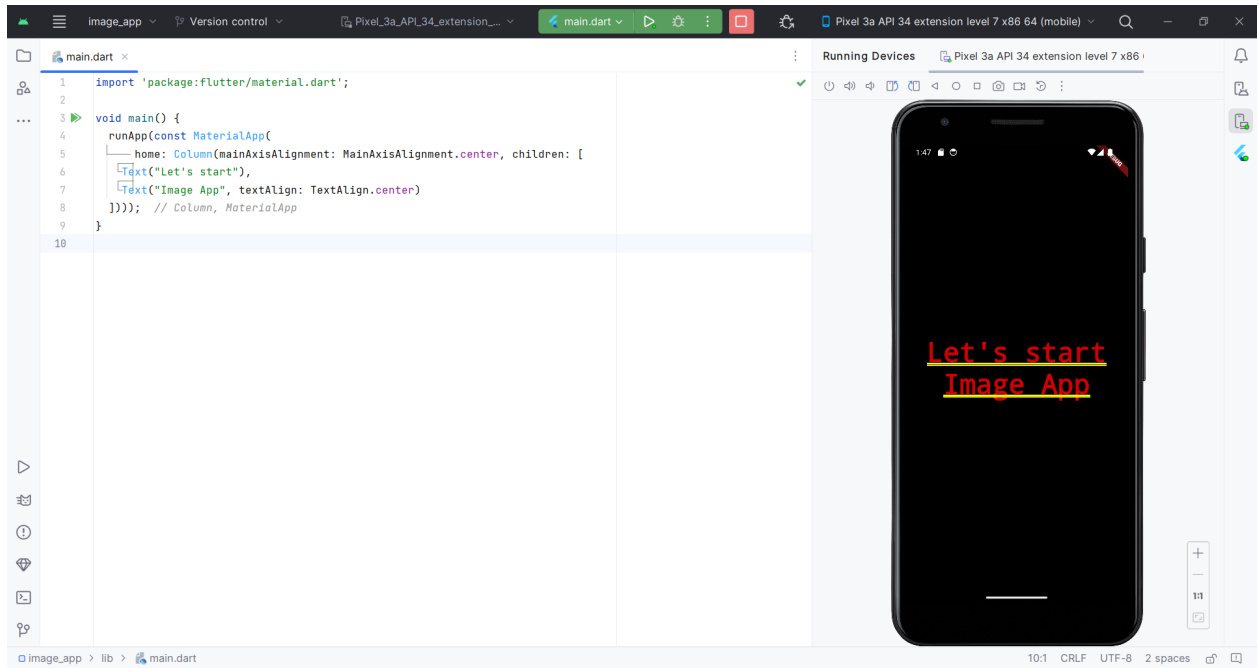 image_app
Version control
Pixel_3a_API_34_extension_...
main.dart
Pixel 3a API 34 extension level 7 x86 64 (mobile)
main.dart
Running Devices
Pixel 3a API 34 extension level 7 x86
1 import 'package:flutter/material.dart';
2
3 void main() {
4 runApp(const MaterialApp(
5 home: Column(mainAxisAlignment: MainAxisAlignment.center, children: [
6 Text("Let's start"),
7 Text("Image App", textAlign: TextAlign.center)
8 ]))); // Column, MaterialApp
9 }
10
1:47
Let's start
Image App
1:1
image_app > lib > main.dart
10:1 CRLF UTF-8 2 spaces